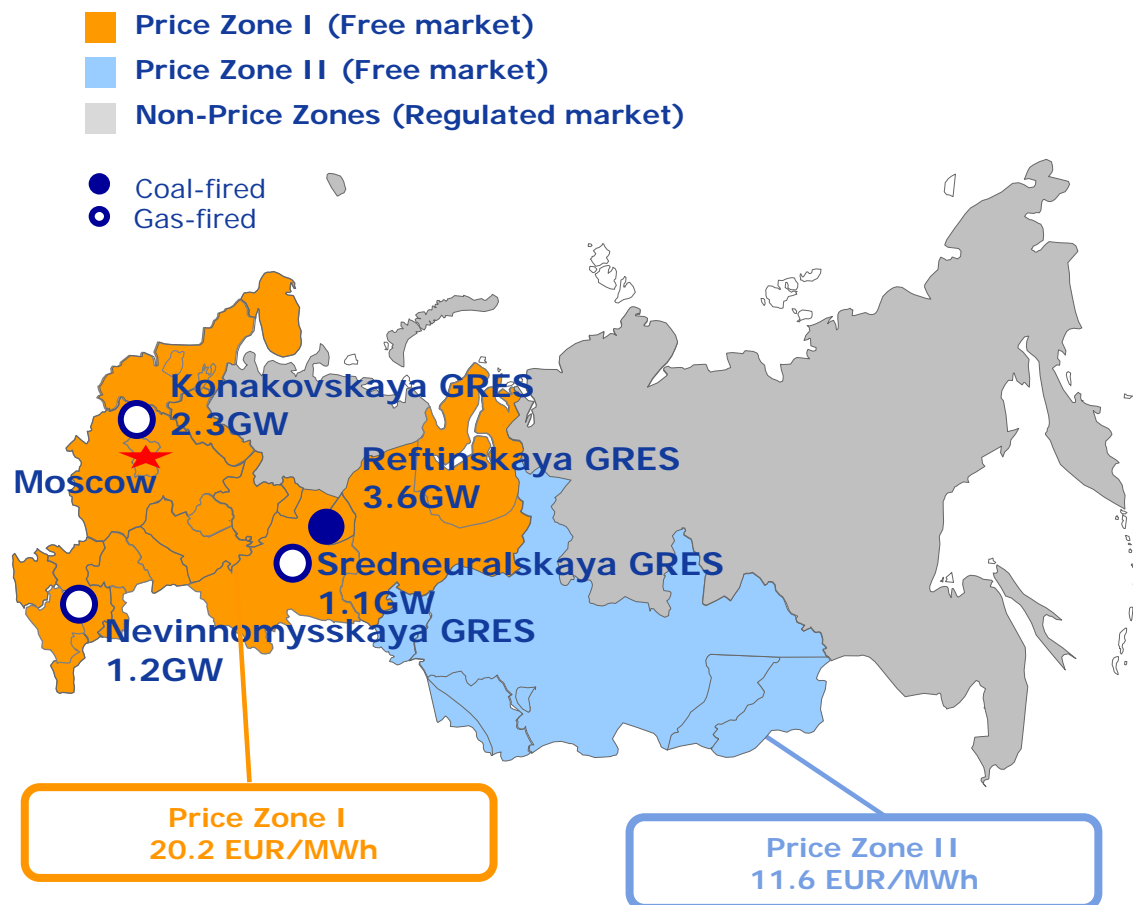 Price Zone I (Free market)
Price Zone II (Free market)
Non-Price Zones (Regulated market)
Coal-fired
Gas-fired
Konakovskaya GRES
2.3GW
Reftinskaya GRES
3.6GW
Moscow
Sredneuralskaya GRES
1.1GW
Nevinnomysskaya GRES
1.2GW
Price Zone I
20.2 EUR/MWh
Price Zone II
11.6 EUR/MWh